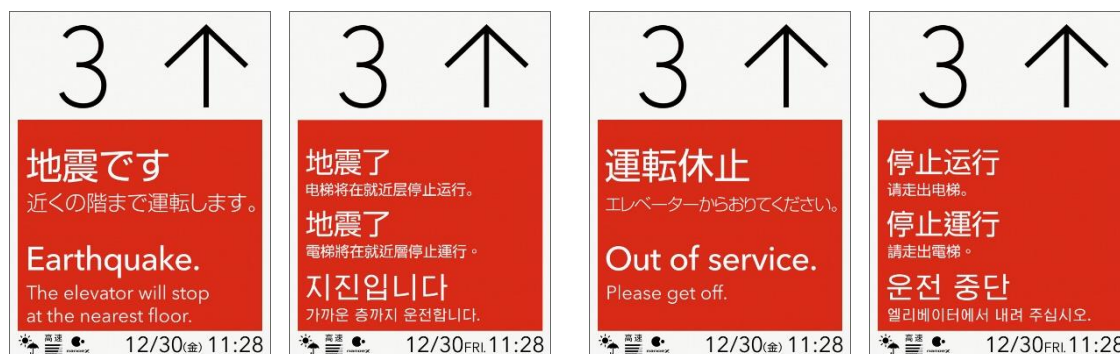 3 ↑
地震です
近くの階まで運転します。
Earthquake.
The elevator will stop
at the nearest floor.
高速
12/30(金) 11:28
3 ↑
地震了
电梯将在就近层停止运行。
地震了
電梯將在就近層停止運行。
지진입니다
가까운 층까지 운전합니다.
高速
12/30FRI. 11:28
3 ↑
運転休止
エレベーターからおりてください。
Out of service.
Please get off.
高速
12/30(金) 11:28
3 ↑
停止运行
请走出电梯。
停止運行
請走出電梯。
운전 중단
엘리베이터에서 내려 주십시오.
高速
12/30FRI. 11:28